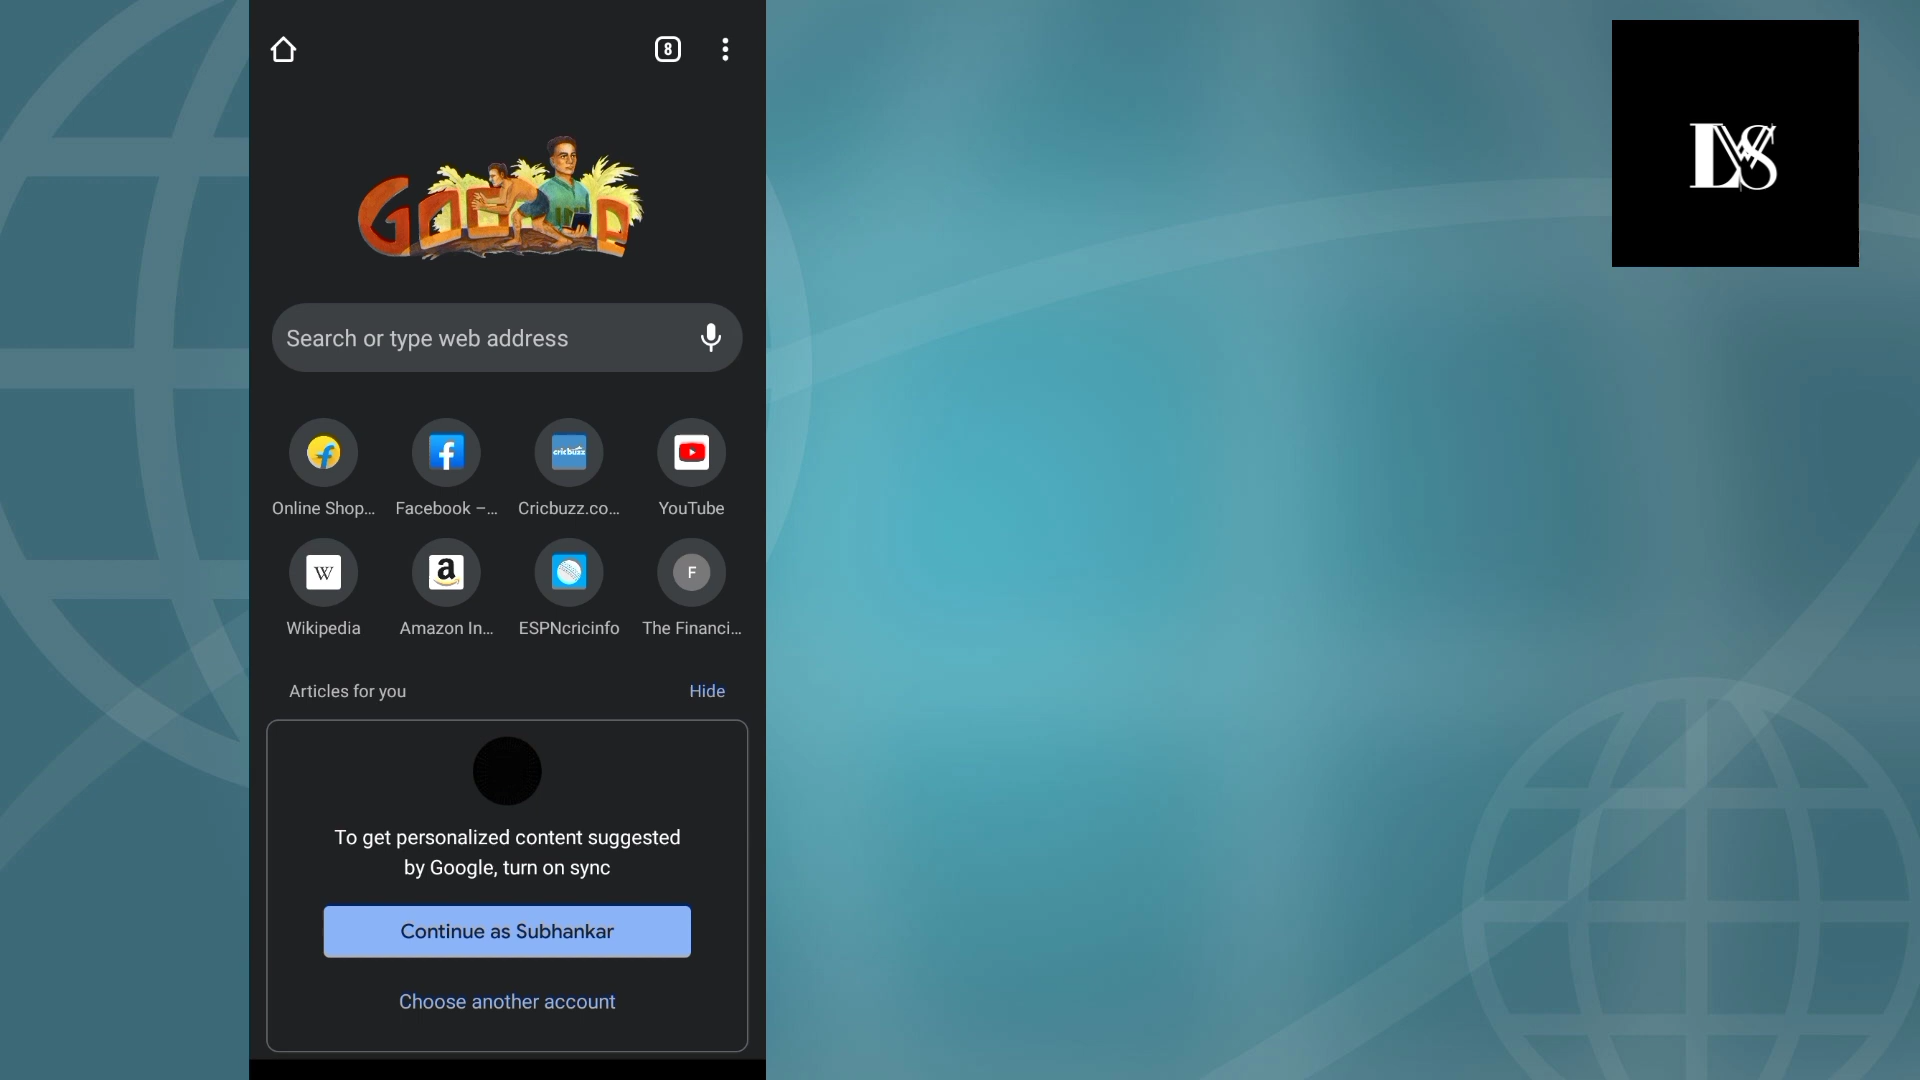 8
Google
Search or type web address
Online Shop...
Facebook –...
cricbuzz
Cricbuzz.co...
YouTube
W
Wikipedia
a
Amazon In...
ESPNcricinfo
F
The Financi...
Articles for you
Hide
To get personalized content suggested
by Google, turn on sync
Continue as Subhankar
Choose another account